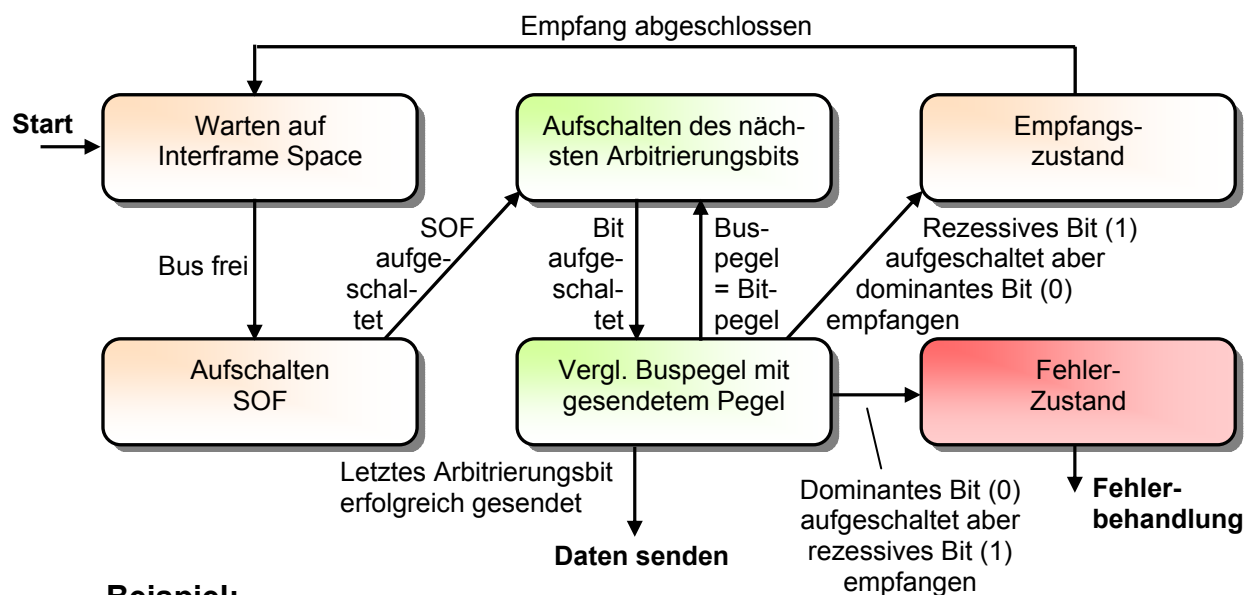 Empfang abgeschlossen
Start
Warten auf
Interframe Space
Aufschalten des näch-
sten Arbitrierungsbits
Empfangs-
zustand
Bus frei
SOF
aufge-
schal-
tet
Bit
aufge-
schal-
tet
Bus-
pegel
= Bit-
pegel
Rezessives Bit (1)
aufgeschaltet aber
dominantes Bit (0)
empfangen
Aufschalten
SOF
Vergl. Buspegel mit
gesendetem Pegel
Fehler-
Zustand
Letztes Arbitrierungsbit
erfolgreich gesendet
Daten senden
Dominantes Bit (0)
aufgeschaltet aber
rezessives Bit (1)
empfangen
Fehler-
behandlung
Beispiel: